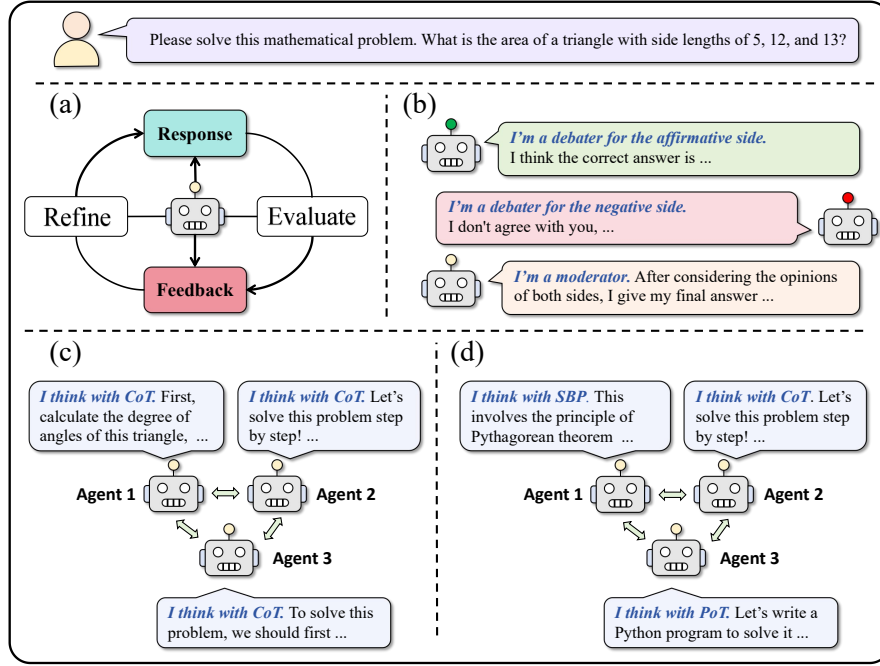 Please solve this mathematical problem. What is the area of a triangle with side lengths of 5, 12, and 13?
(a)
Response
Refine
Evaluate
Feedback
(b)
I'm a debater for the affirmative side.
I think the correct answer is ...
I'm a debater for the negative side.
I don't agree with you, ...
I'm a moderator. After considering the opinions
of both sides, I give my final answer ...
(c)
I think with CoT. First,
calculate the degree of
angles of this triangle, ...
I think with CoT. Let's
solve this problem step
by step! ...
Agent 1
Agent 2
Agent 3
I think with CoT. To solve this
problem, we should first ...
(d)
I think with SBP. This
involves the principle of
Pythagorean theorem ...
I think with CoT. Let's
solve this problem step
by step! ...
Agent 1
Agent 2
Agent 3
I think with PoT. Let's write a
Python program to solve it ...